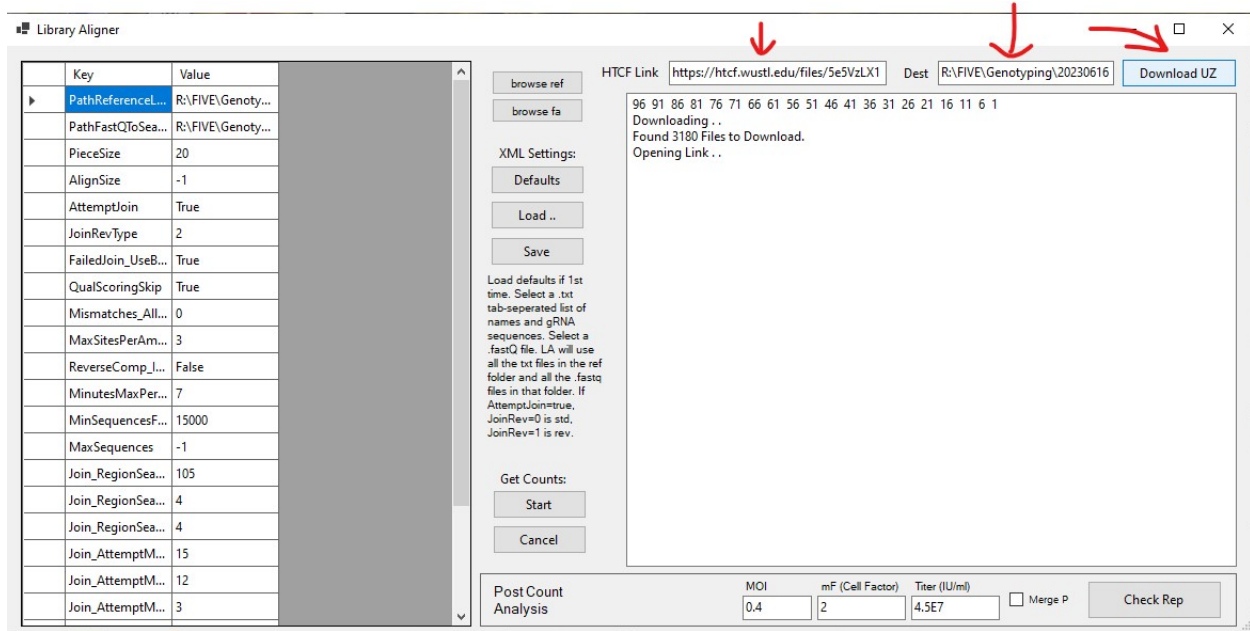 Library Aligner
Key Value
PathReferenceL... R:\FIVE\Genoty...
PathFastQToSea... R:\FIVE\Genoty...
PieceSize 20
AlignSize -1
AttemptJoin True
JoinRevType 2
FailedJoin_UseB... True
QualScoringSkip True
Mismatches_All... 0
MaxSitesPerAm... 3
ReverseComp_I... False
MinutesMaxPer... 7
MinSequencesF... 15000
MaxSequences -1
Join_RegionSea... 105
Join_RegionSea... 4
Join_RegionSea... 4
Join_AttemptM... 15
Join_AttemptM... 12
Join_AttemptM... 3
browse ref
browse fa
XML Settings:
Defaults
Load ..
Save
Load defaults if 1st
time. Select a .txt
tab-seperated list of
names and gRNA
sequences. Select a
.fastQ file. LA will use
all the txt files in the ref
folder and all the .fastq
files in that folder. If
AttemptJoin=true,
JoinRev=0 is std,
JoinRev=1 is rev.
Get Counts:
Start
Cancel
HTCF Link https://htcf.wustl.edu/files/5e5VzLX1 Dest R:\FIVE\Genotyping\20230616 Download UZ
96 91 86 81 76 71 66 61 56 51 46 41 36 31 26 21 16 11 6 1
Downloading . .
Found 3180 Files to Download.
Opening Link . .
Post Count
Analysis
MOI mF (Cell Factor) Titer (IU/ml)
0.4 2 4.5E7 Merge P Check Rep